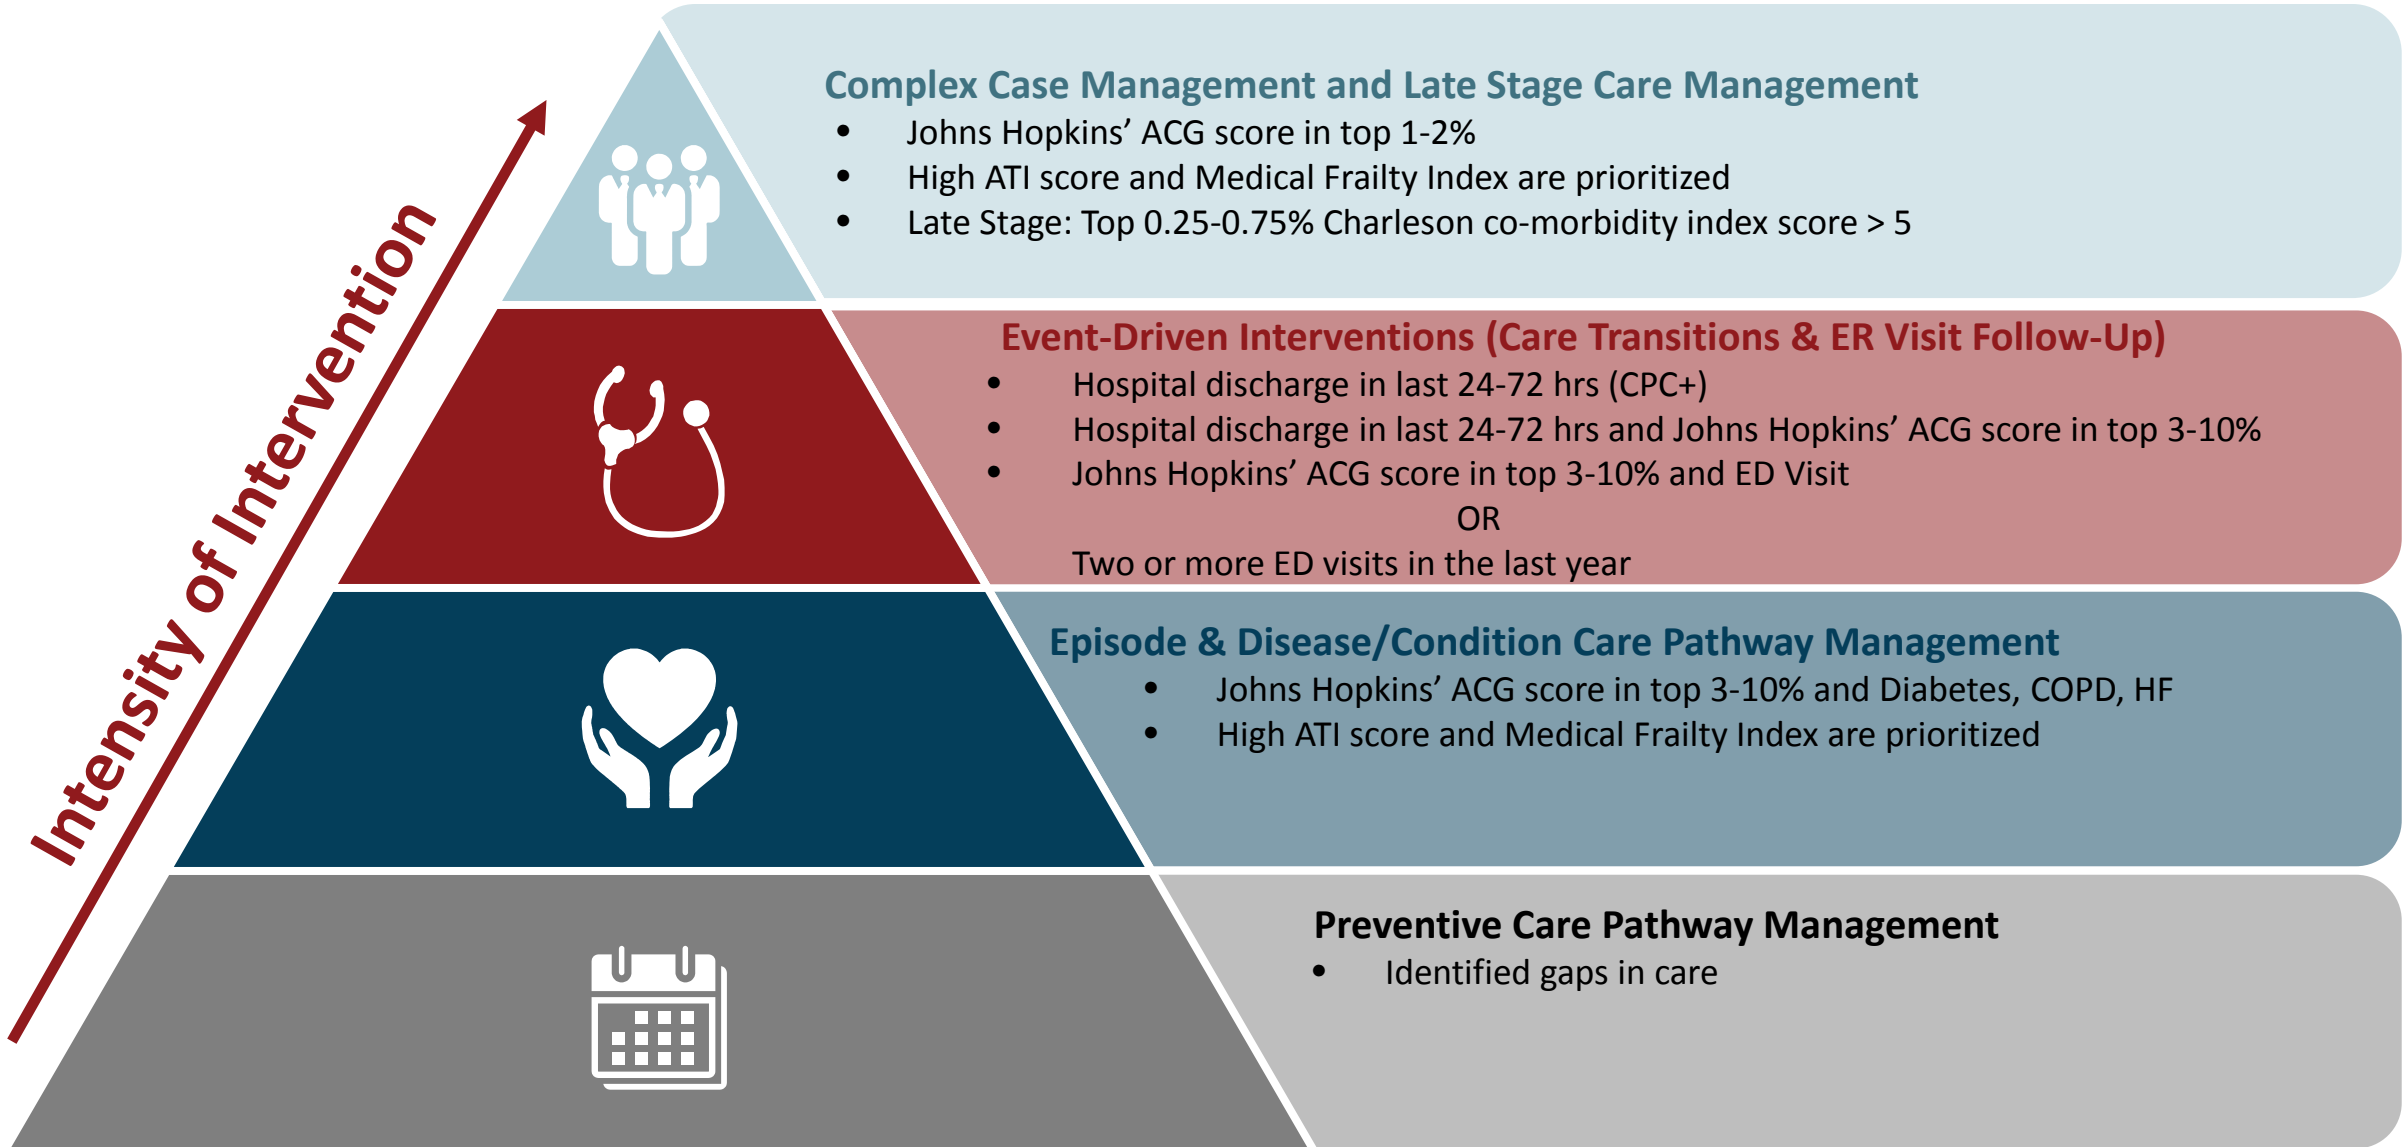 Intensity of Intervention
Complex Case Management and Late Stage Care Management
• Johns Hopkins’ ACG score in top 1-2%
• High ATI score and Medical Frailty Index are prioritized
• Late Stage: Top 0.25-0.75% Charleson co-morbidity index score > 5
Event-Driven Interventions (Care Transitions & ER Visit Follow-Up)
• Hospital discharge in last 24-72 hrs (CPC+)
• Hospital discharge in last 24-72 hrs and Johns Hopkins’ ACG score in top 3-10%
• Johns Hopkins’ ACG score in top 3-10% and ED Visit
OR
Two or more ED visits in the last year
Episode & Disease/Condition Care Pathway Management
• Johns Hopkins’ ACG score in top 3-10% and Diabetes, COPD, HF
• High ATI score and Medical Frailty Index are prioritized
Preventive Care Pathway Management
• Identified gaps in care